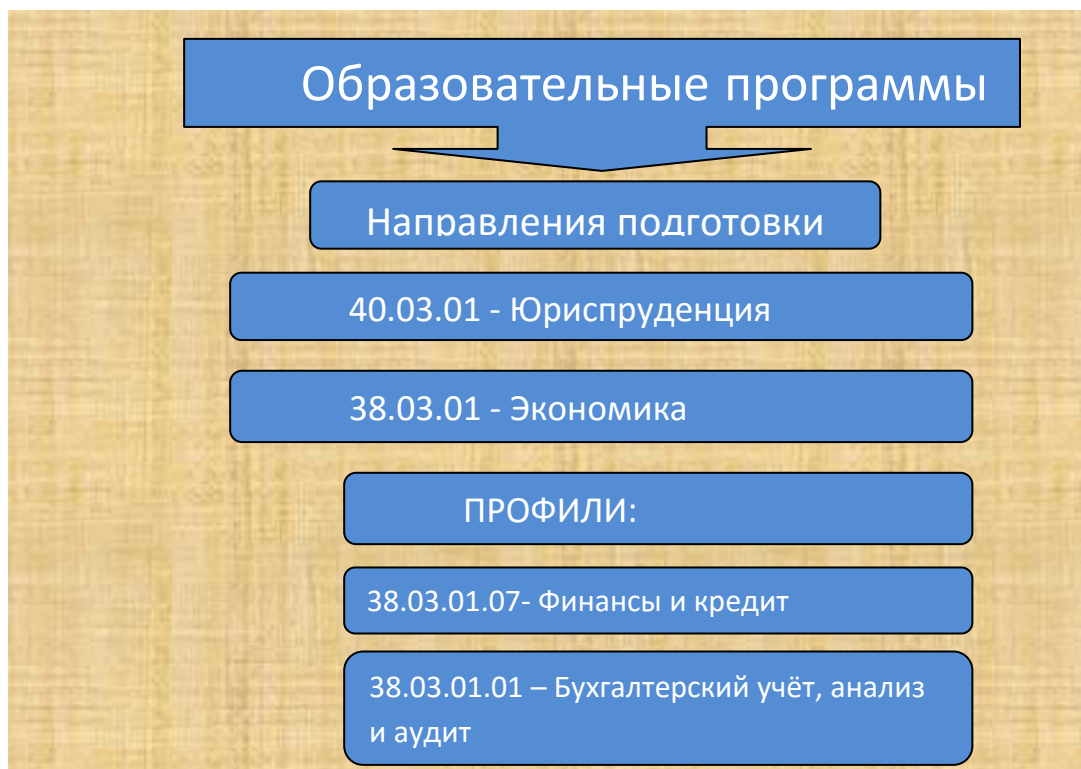 Образовательные программы
Направления подготовки
40.03.01 - Юриспруденция
38.03.01 - Экономика
ПРОФИЛИ:
38.03.01.07- Финансы и кредит
38.03.01.01 – Бухгалтерский учёт, анализ
и аудит